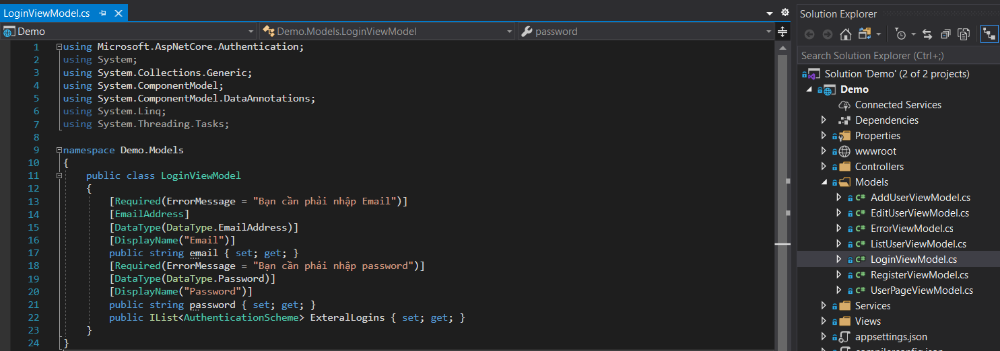 LoginViewModel.cs
Demo
Demo.Models.LoginViewModel
password
1 using Microsoft.AspNetCore.Authentication;
2 using System;
3 using System.Collections.Generic;
4 using System.ComponentModel;
5 using System.ComponentModel.DataAnnotations;
6 using System.Linq;
7 using System.Threading.Tasks;
8
9 namespace Demo.Models
10 {
11 public class LoginViewModel
12 {
13 [Required(ErrorMessage = "Bạn cần phải nhập Email")]
14 [EmailAddress]
15 [DataType(DataType.EmailAddress)]
16 [DisplayName("Email")]
17 public string email { set; get; }
18 [Required(ErrorMessage = "Bạn cần phải nhập password")]
19 [DataType(DataType.Password)]
20 [DisplayName("Password")]
21 public string password { set; get; }
22 public IList<AuthenticationScheme> ExteralLogins { set; get; }
23 }
24 }
Solution Explorer
Search Solution Explorer (Ctrl+;)
Solution 'Demo' (2 of 2 projects)
Demo
Connected Services
Dependencies
Properties
wwwroot
Controllers
Models
C# AddUserViewModel.cs
C# EditUserViewModel.cs
C# ErrorViewModel.cs
C# ListUserViewModel.cs
C# LoginViewModel.cs
C# RegisterViewModel.cs
C# UserPageViewModel.cs
Services
Views
appsettings.json